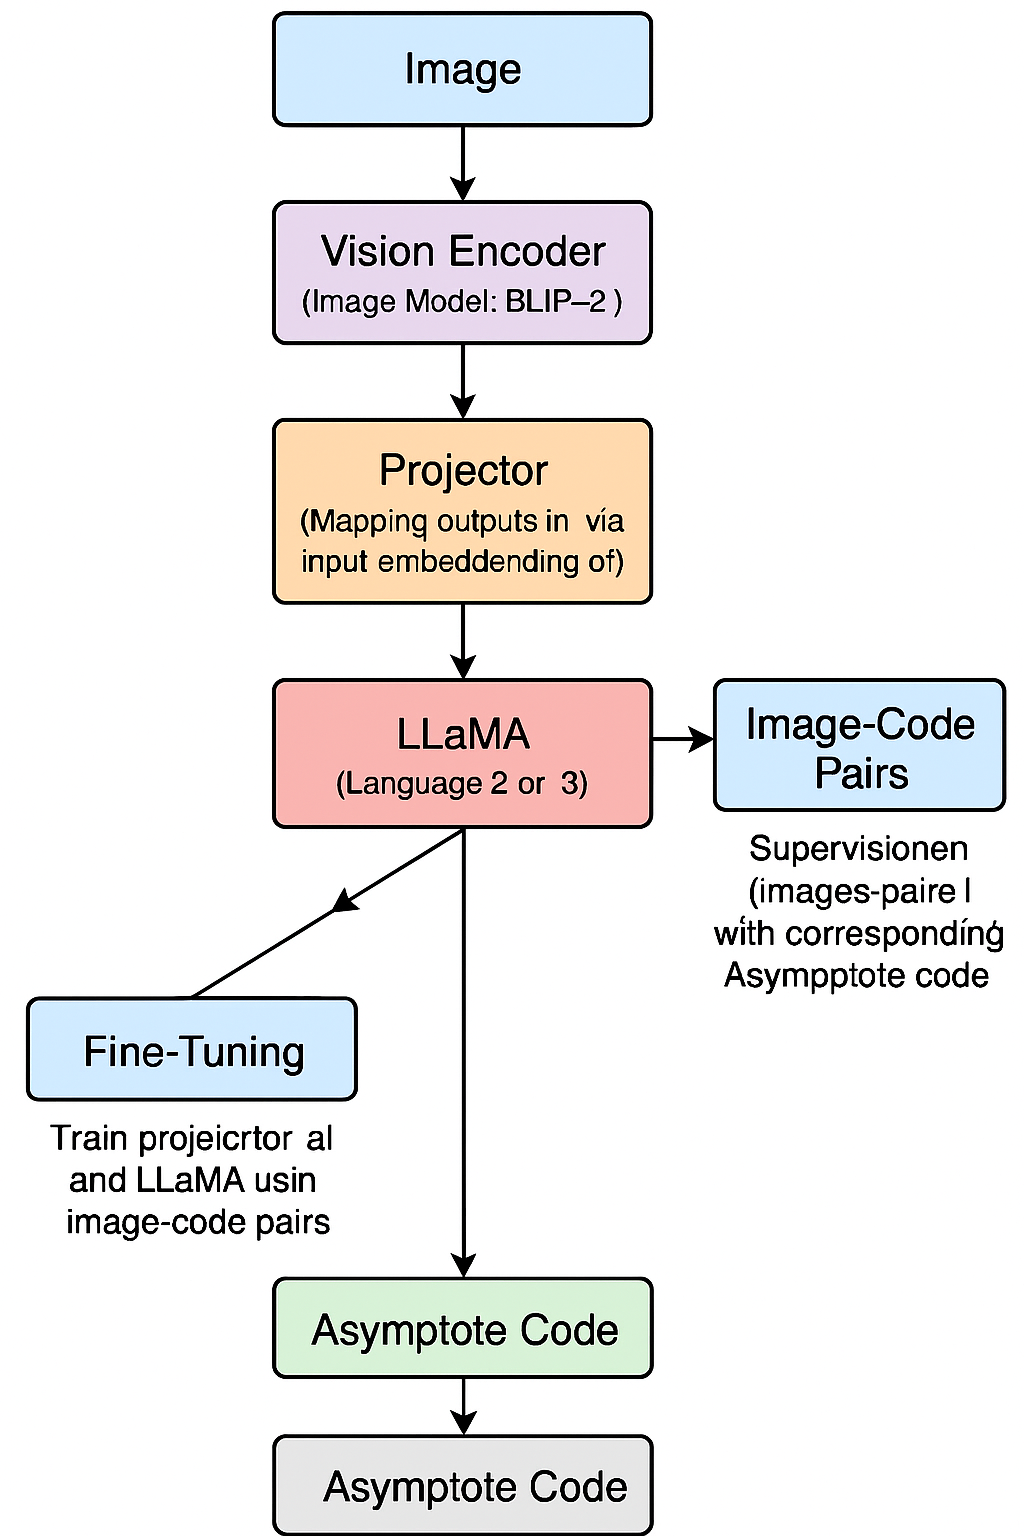 Image
Vision Encoder
(Image Model: BLIP–2 )
Projector
(Mapping outputs in vía
input embeddending of)
LLaMA
(Language 2 or 3)
Image-Code
Pairs
Supervisionen
(images-paire l
with correspondíng
Asympptote code
Fine-Tuning
Train projeicrtor al
and LLaMA usin
image-code pairs
Asymptote Code
Asymptote Code